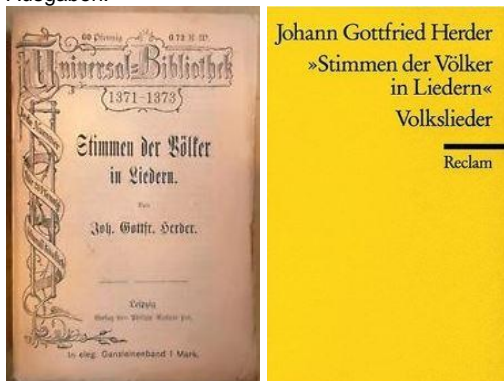 Ausgaben.
60 Pfennig.
Universal-Bibliothek
1371–1373
Stimmen der Völker
in Liedern.
Von
Joh. Gottfr. Herder.
Leipzig
Verlag von Philipp Reclam jun.
In eleg. Ganzleinenband 1 Mark.
Johann Gottfried Herder
»Stimmen der Völker
in Liedern«
Volkslieder
Reclam